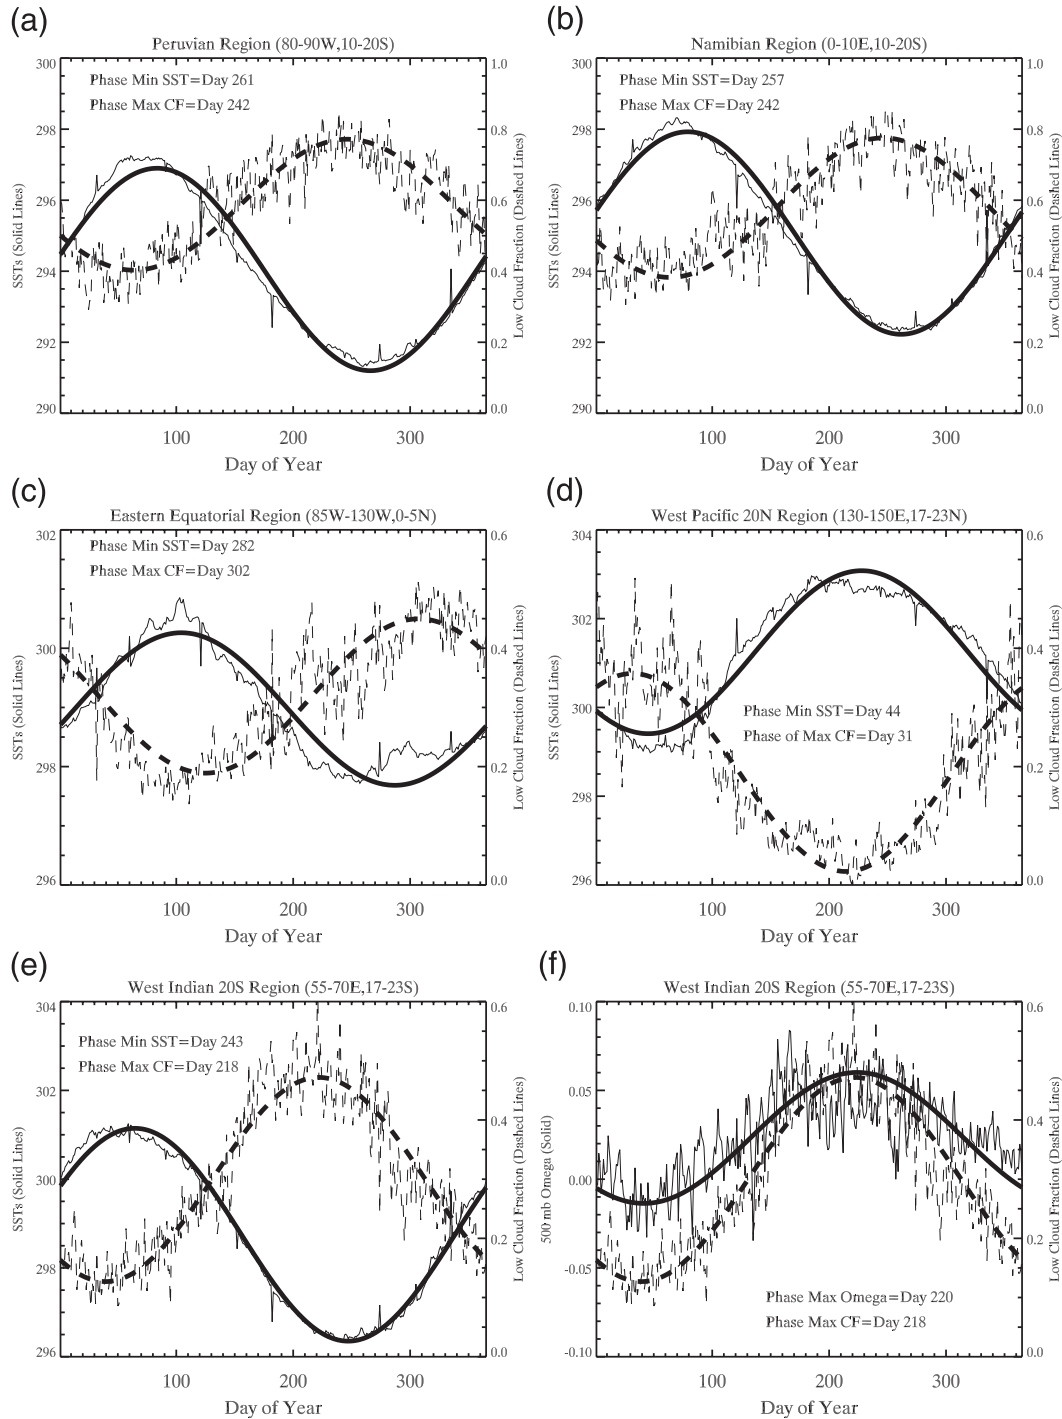 (a)
Peruvian Region (80-90W,10-20S)
Phase Min SST=Day 261
Phase Max CF=Day 242
SSTs (Solid Lines)
Low Cloud Fraction (Dashed Lines)
300
298
296
294
292
290
1.0
0.8
0.6
0.4
0.2
0.0
100 200 300
Day of Year
(b)
Namibian Region (0-10E,10-20S)
Phase Min SST=Day 257
Phase Max CF=Day 242
SSTs (Solid Lines)
Low Cloud Fraction (Dashed Lines)
300
298
296
294
292
290
1.0
0.8
0.6
0.4
0.2
0.0
100 200 300
Day of Year
(c)
Eastern Equatorial Region (85W-130W,0-5N)
Phase Min SST=Day 282
Phase Max CF=Day 302
SSTs (Solid Lines)
Low Cloud Fraction (Dashed Lines)
302
300
298
296
0.6
0.4
0.2
0.0
100 200 300
Day of Year
(d)
West Pacific 20N Region (130-150E,17-23N)
Phase Min SST=Day 44
Phase of Max CF=Day 31
SSTs (Solid Lines)
Low Cloud Fraction (Dashed Lines)
304
302
300
298
296
0.6
0.4
0.2
0.0
100 200 300
Day of Year
(e)
West Indian 20S Region (55-70E,17-23S)
Phase Min SST=Day 243
Phase Max CF=Day 218
SSTs (Solid Lines)
Low Cloud Fraction (Dashed Lines)
304
302
300
298
296
0.6
0.4
0.2
0.0
100 200 300
Day of Year
(f)
West Indian 20S Region (55-70E,17-23S)
500 mb Omega (Solid)
Low Cloud Fraction (Dashed Lines)
0.10
0.05
0.00
-0.05
-0.10
0.6
0.4
0.2
0.0
Phase Max Omega=Day 220
Phase Max CF=Day 218
100 200 300
Day of Year